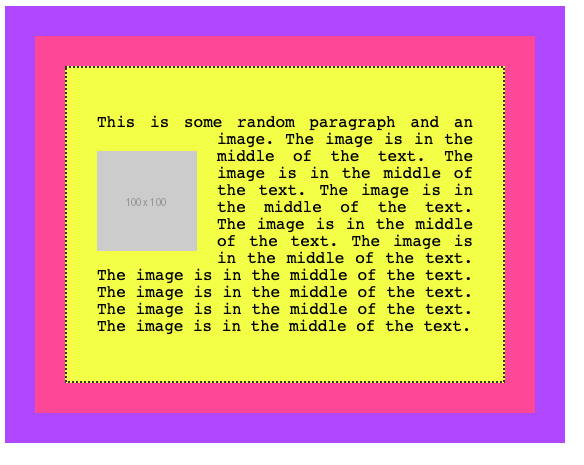 This is some random paragraph and an
image. The image is in the
middle of the text. The
image is in the middle of
the text. The image is in
the middle of the text.
100 x 100
The image is in the middle
of the text. The image is
in the middle of the text.
The image is in the middle of the text.
The image is in the middle of the text.
The image is in the middle of the text.
The image is in the middle of the text.